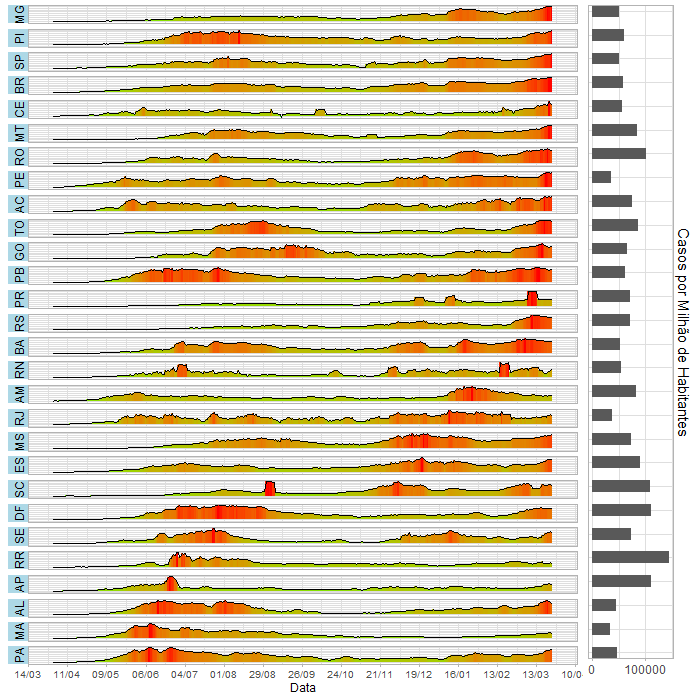 MG
PI
SP
BR
CE
MT
RO
PE
AC
TO
GO
PB
PR
RS
BA
RN
AM
RJ
MS
ES
SC
DF
SE
RR
AP
AL
MA
PA
14/03 11/04 09/05 06/06 04/07 01/08 29/08 26/09 24/10 21/11 19/12 16/01 13/02 13/03 10/0
Data
0 100000
Casos por Milhão de Habitantes